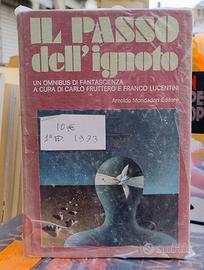 IL PASSO
dell'ignoto
UN OMNIBUS DI FANTASCIENZA
A CURA DI CARLO FRUTTERO E FRANCO LUCENTINI
Arnoldo Mondadori Editore
10 €
1ª ED. 1973